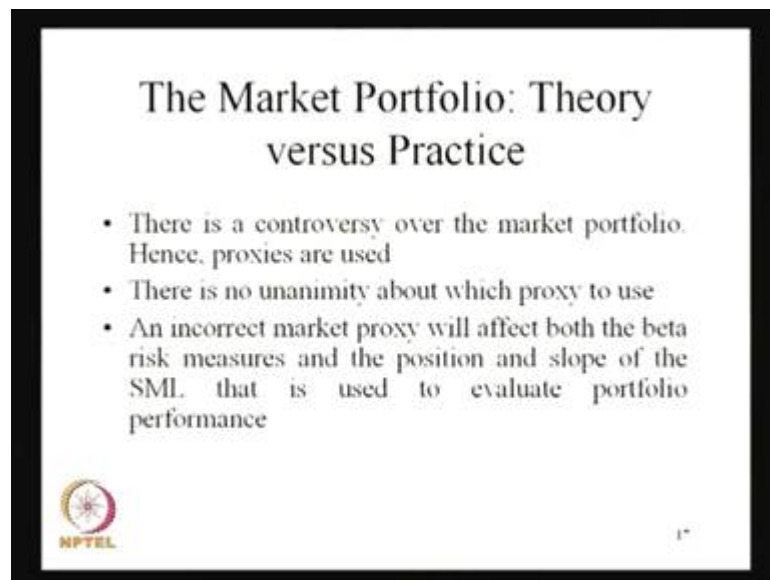 The Market Portfolio: Theory
versus Practice
• There is a controversy over the market portfolio.
Hence, proxies are used
• There is no unanimity about which proxy to use
• An incorrect market proxy will affect both the beta
risk measures and the position and slope of the
SML that is used to evaluate portfolio
performance
NPTEL